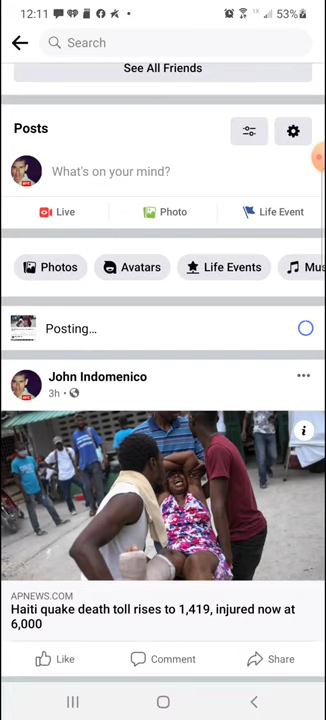 12:11
53%
Search
See All Friends
Posts
What's on your mind?
Live
Photo
Life Event
Photos
Avatars
Life Events
Mus
Posting...
John Indomenico
3h
APNEWS.COM
Haiti quake death toll rises to 1,419, injured now at
6,000
Like
Comment
Share